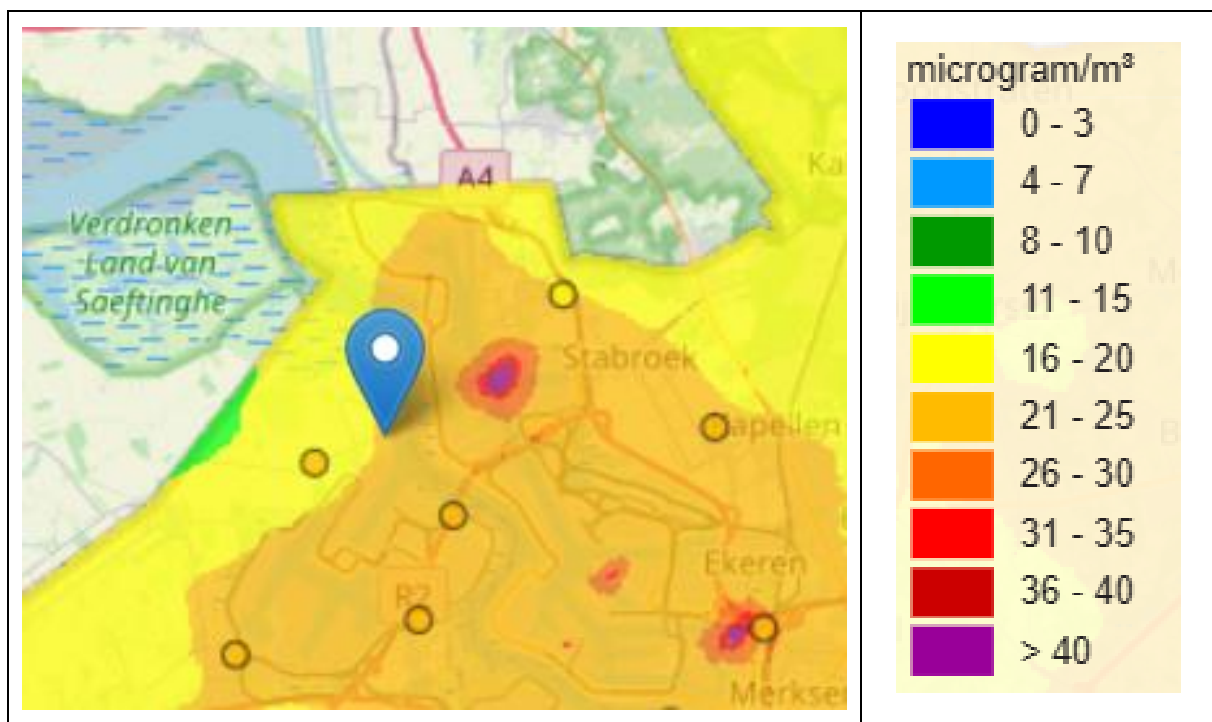 A4
Verdronken
Land van
Saeftinghe
Stabroek
Kapellen
Ekeren
R2
Merksem
microgram/m³
0 - 3
4 - 7
8 - 10
11 - 15
16 - 20
21 - 25
26 - 30
31 - 35
36 - 40
> 40